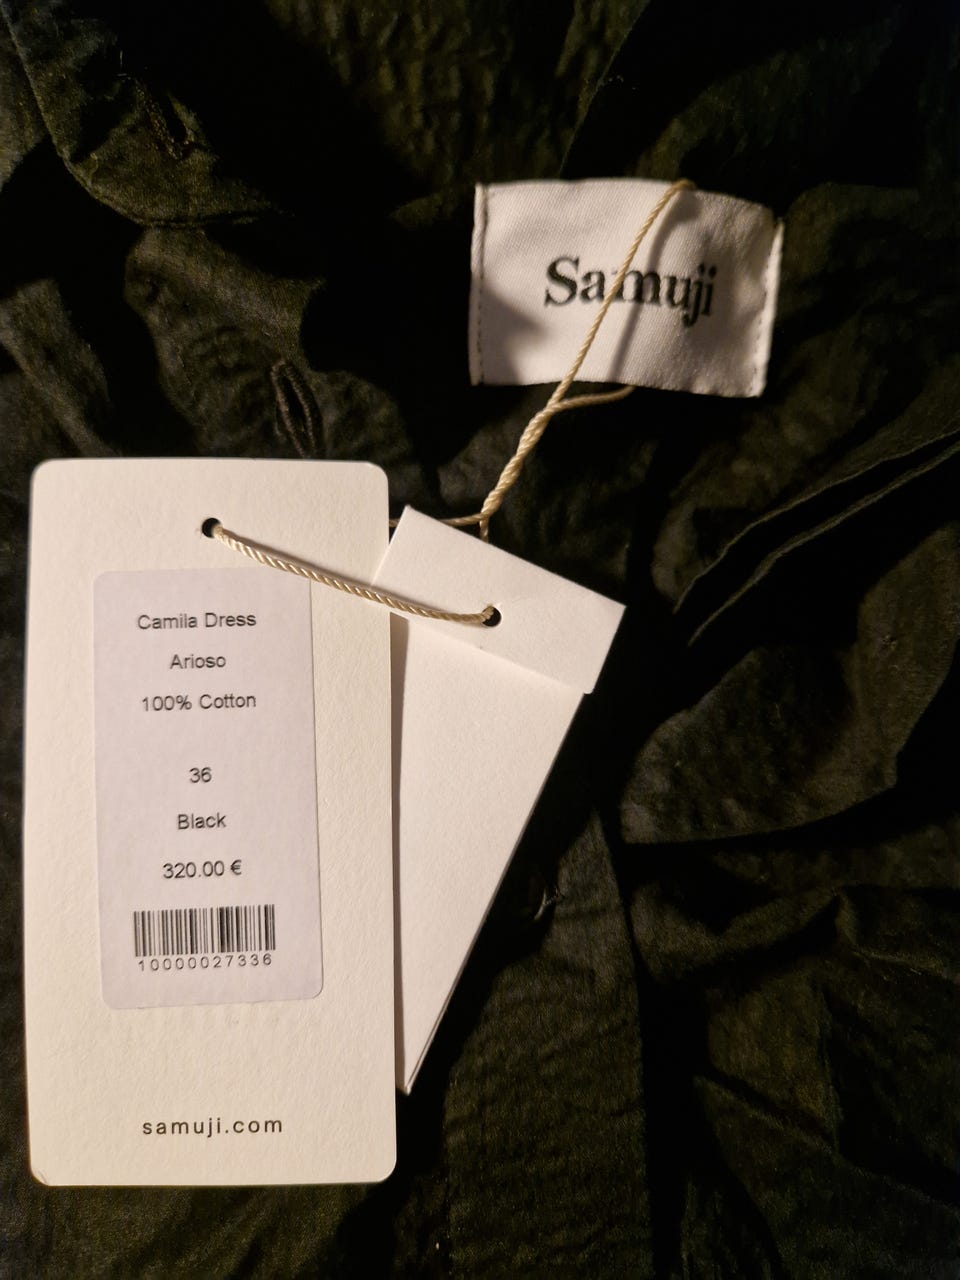 Samuji
Camila Dress
Arioso
100% Cotton
36
Black
320.00 €
10000027336
samuji.com